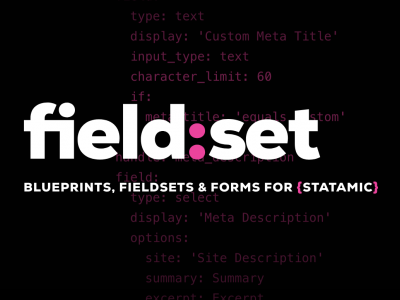 type: text
display: 'Custom Meta Title'
input_type: text
character_limit: 60
if:
field:set
BLUEPRINTS, FIELDSETS & FORMS FOR {STATAMIC}
field:
type: select
display: 'Meta Description'
options:
site: 'Site Description'
summary: Summary
excerpt: Excerpt